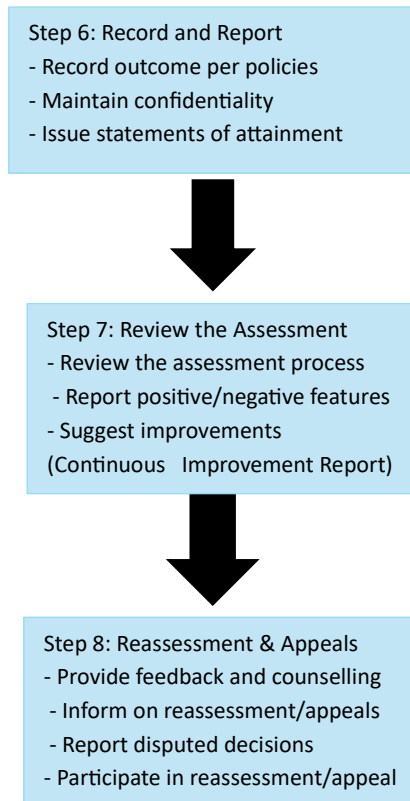 Step 6: Record and Report
- Record outcome per policies
- Maintain confidentiality
- Issue statements of attainment
Step 7: Review the Assessment
- Review the assessment process
- Report positive/negative features
- Suggest improvements
(Continuous Improvement Report)
Step 8: Reassessment & Appeals
- Provide feedback and counselling
- Inform on reassessment/appeals
- Report disputed decisions
- Participate in reassessment/appeal